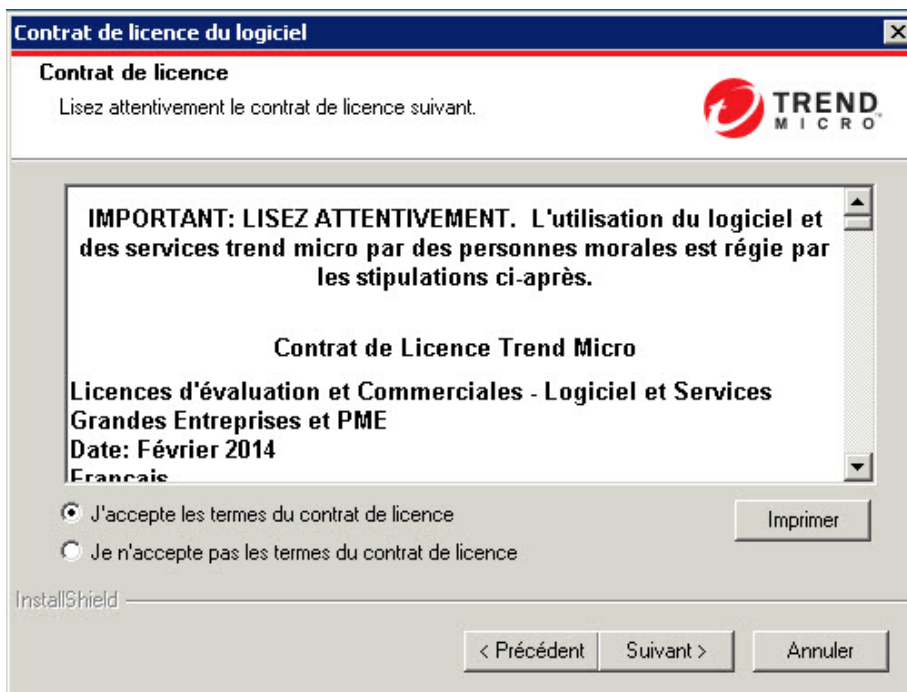 Contrat de licence du logiciel
Contrat de licence
Lisez attentivement le contrat de licence suivant.
TREND
MICRO
IMPORTANT: LISEZ ATTENTIVEMENT. L'utilisation du logiciel et
des services trend micro par des personnes morales est régie par
les stipulations ci-après.
Contrat de Licence Trend Micro
Licences d'évaluation et Commerciales - Logiciel et Services
Grandes Entreprises et PME
Date: Février 2014
Français
J'accepte les termes du contrat de licence
Imprimer
Je n'accepte pas les termes du contrat de licence
InstallShield
< Précédent
Suivant >
Annuler